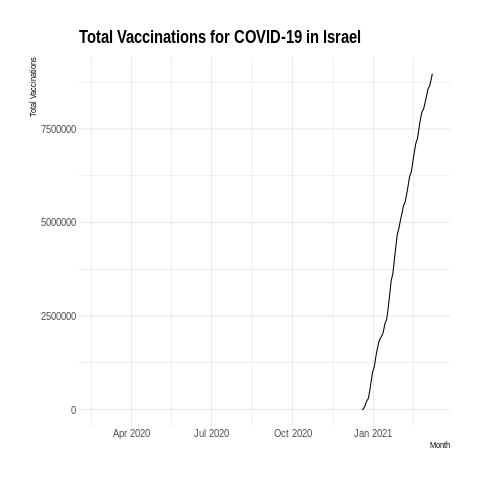 Total Vaccinations for COVID-19 in Israel
Total Vaccinations
7500000
5000000
2500000
0
Apr 2020 Jul 2020 Oct 2020 Jan 2021
Month